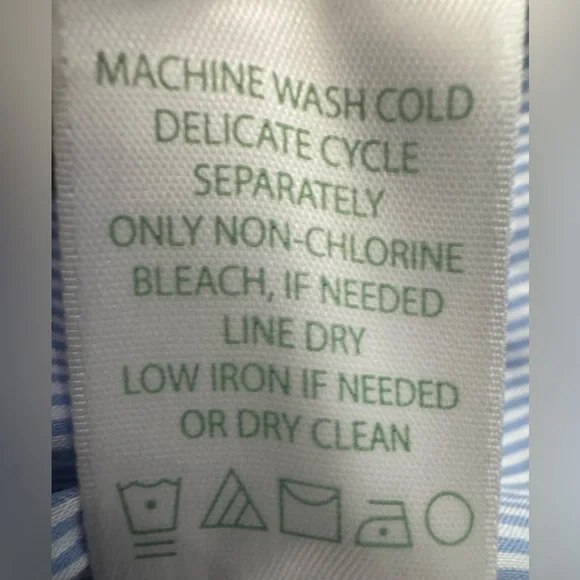 MACHINE WASH COLD
DELICATE CYCLE
SEPARATELY
ONLY NON-CHLORINE
BLEACH, IF NEEDED
LINE DRY
LOW IRON IF NEEDED
OR DRY CLEAN